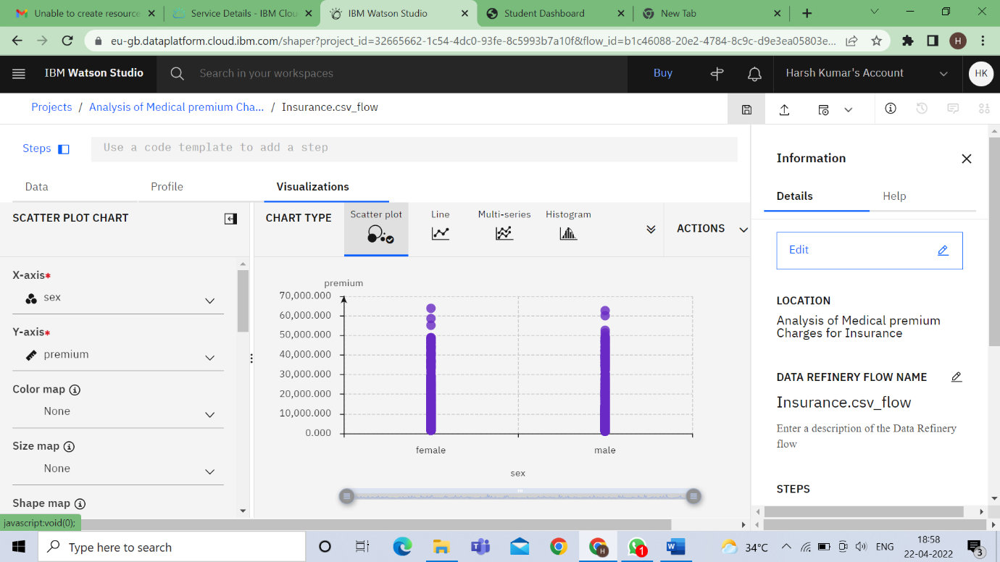 Unable to create resource
Service Details - IBM Clou
IBM Watson Studio
Student Dashboard
New Tab
eu-gb.dataplatform.cloud.ibm.com/shaper?project_id=32665662-1c54-4dc0-93fe-8c5993b7a10f&flow_id=b1c46088-20e2-4784-8c9c-d9e3ea05803e...
H
IBM Watson Studio
Search in your workspaces
Buy
Harsh Kumar's Account
HK
Projects / Analysis of Medical premium Cha... / Insurance.csv_flow
Steps
Use a code template to add a step
Data
Profile
Visualizations
SCATTER PLOT CHART
X-axis*
sex
Y-axis*
premium
Color map
None
Size map
None
Shape map
javascript:void(0);
CHART TYPE
Scatter plot
Line
Multi-series
Histogram
ACTIONS
premium
70,000.000
60,000.000
50,000.000
40,000.000
30,000.000
20,000.000
10,000.000
0.000
female
male
sex
Information
Details
Help
Edit
LOCATION
Analysis of Medical premium
Charges for Insurance
DATA REFINERY FLOW NAME
Insurance.csv_flow
Enter a description of the Data Refinery
flow
STEPS
Type here to search
H
1
34°C
ENG
18:58
22-04-2022
3